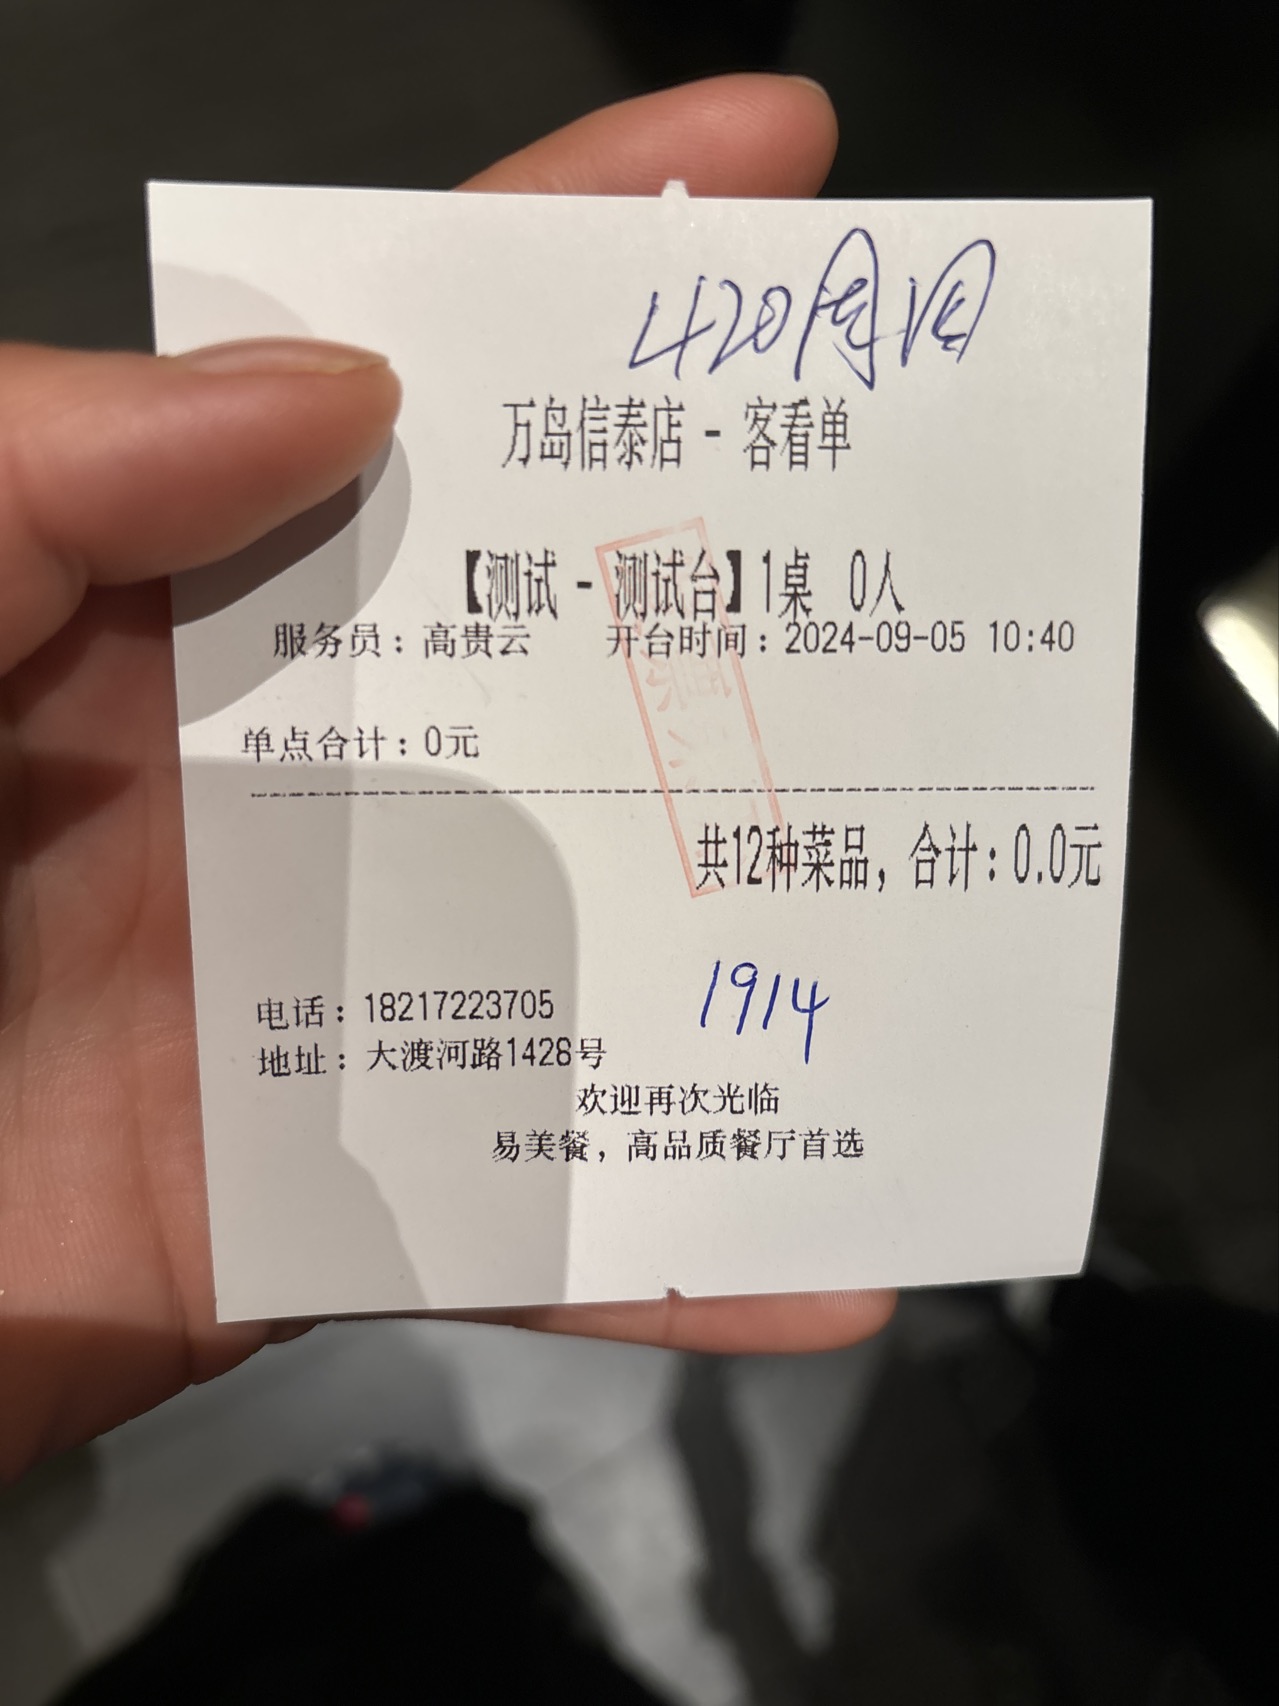 420
万岛信泰店 - 客看单
【测试 - 测试台】1桌 0人
服务员：高贵云 开台时间：2024-09-05 10:40
单点合计：0元
共12种菜品，合计：0.0元
1914
电话：18217223705
地址：大渡河路1428号
欢迎再次光临
易美餐，高品质餐厅首选